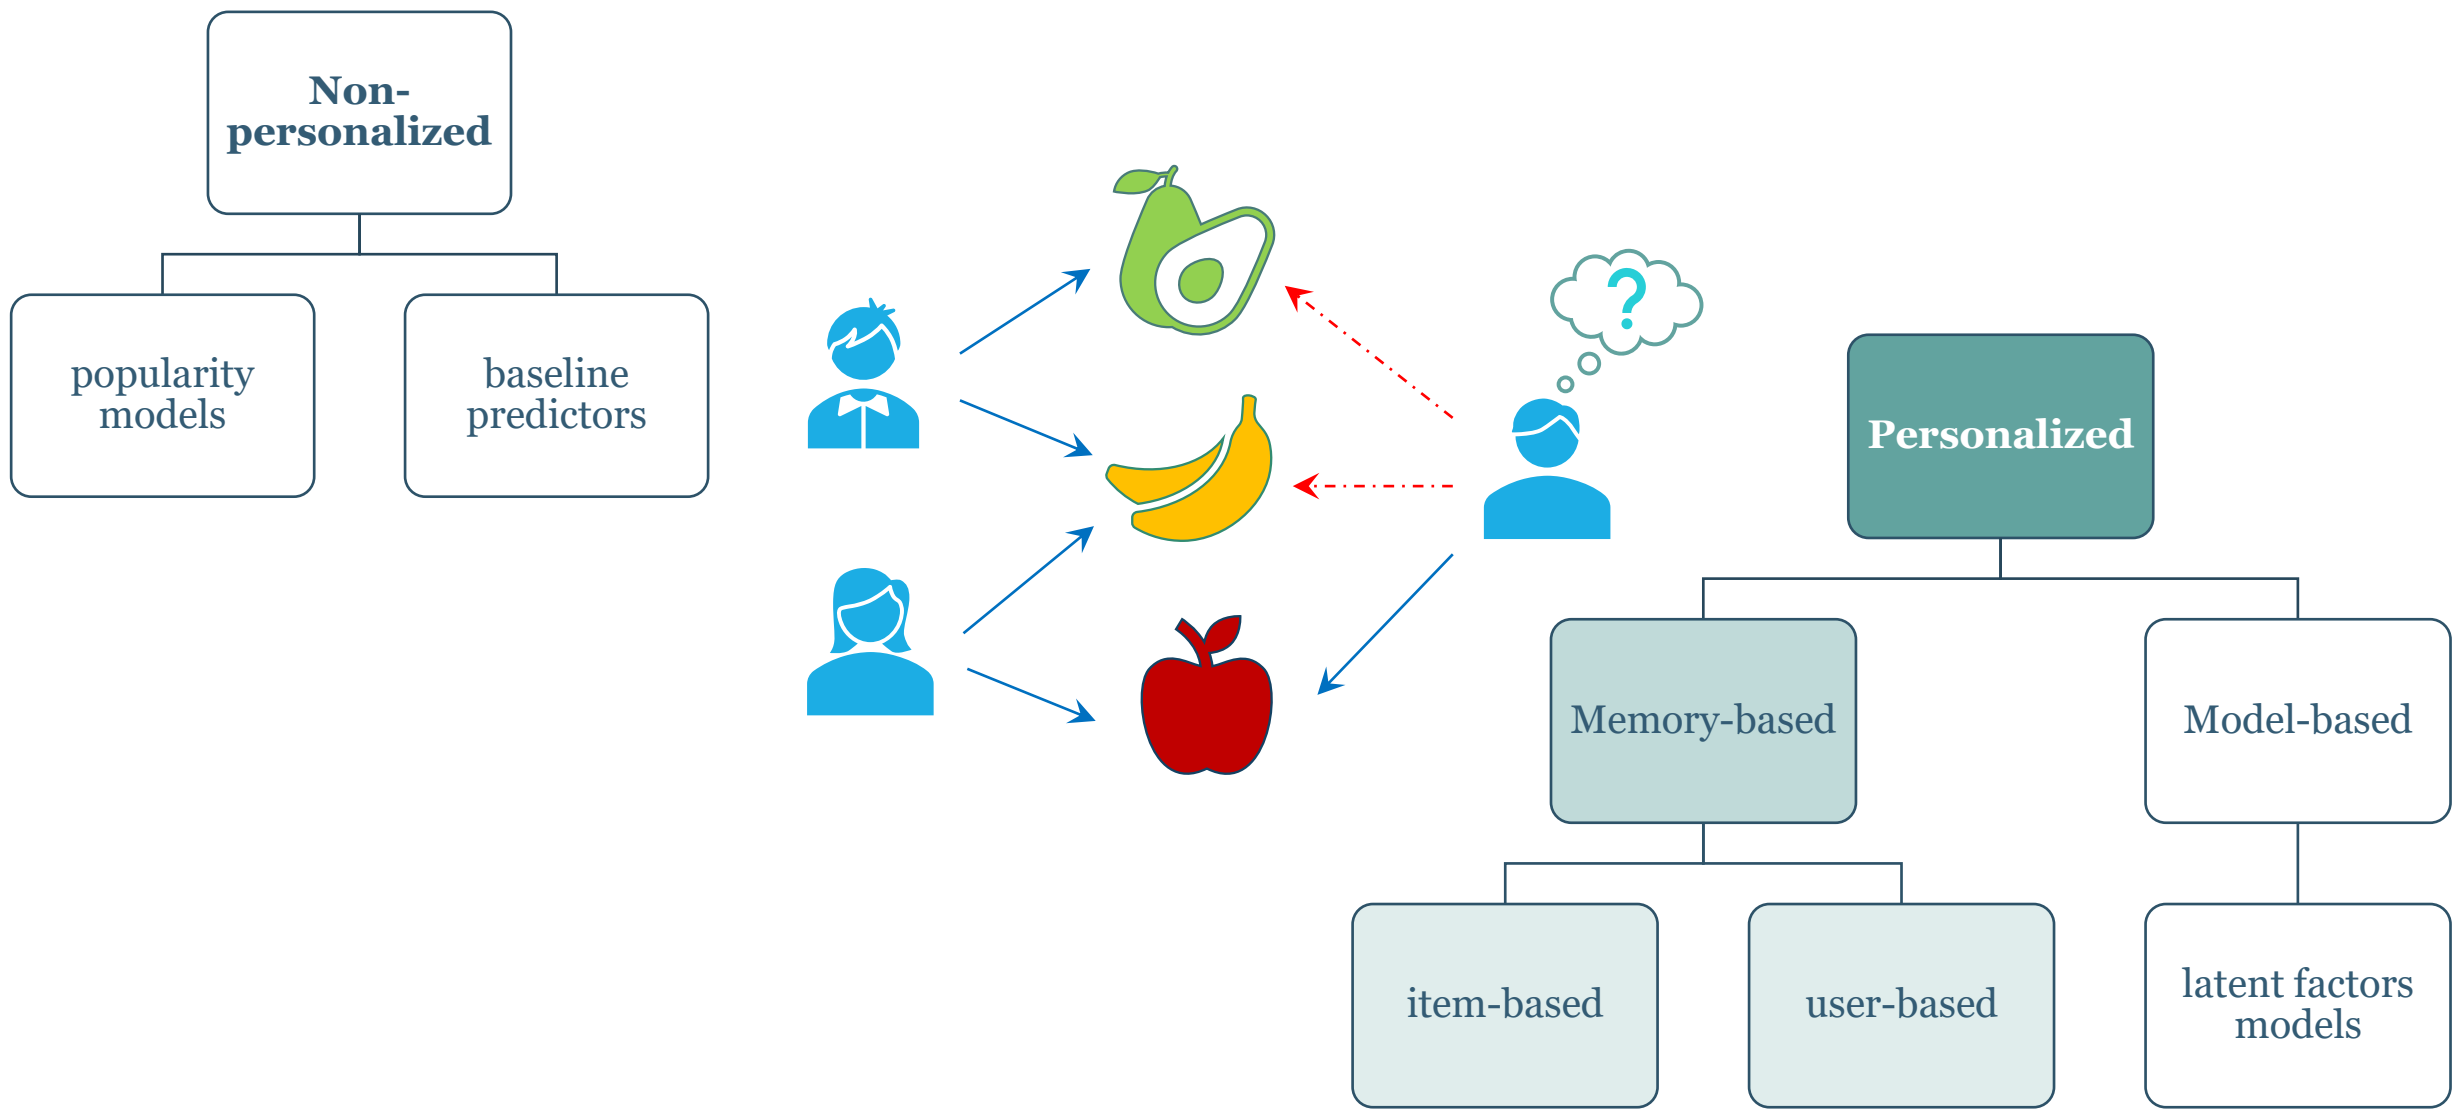 Non-
personalized
popularity
models
baseline
predictors
?
Personalized
Memory-based
Model-based
item-based
user-based
latent factors
models